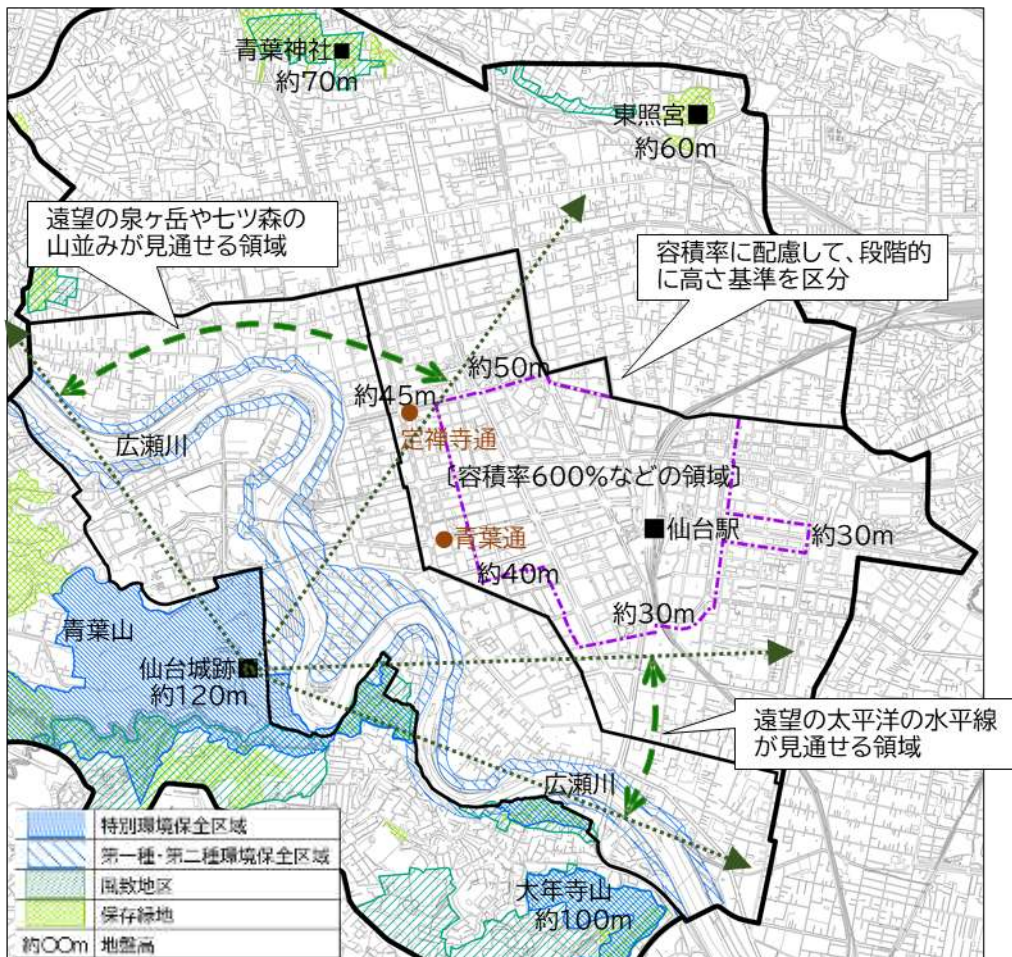 青葉神社
約70m
東照宮
約60m
遠望の泉ヶ岳や七ツ森の
山並みが見通せる領域
容積率に配慮して、段階的
に高さ基準を区分
約50m
約45m
定禅寺通
広瀬川
〔容積率600%などの領域〕
仙台駅
青葉通
約30m
約40m
約30m
青葉山
仙台城跡
約120m
遠望の太平洋の水平線
が見通せる領域
広瀬川
大年寺山
約100m
特別環境保全区域
第一種・第二種環境保全区域
風致地区
保存緑地
約〇〇m 地盤高